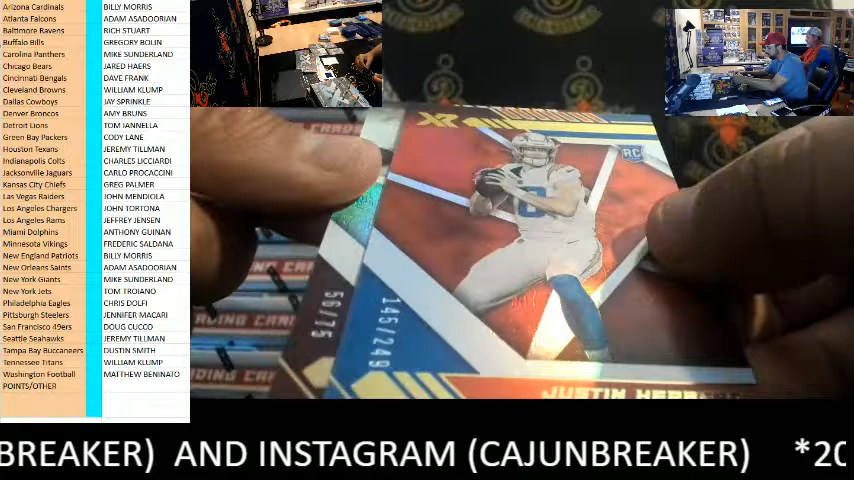 Arizona Cardinals BILLY MORRIS
Atlanta Falcons ADAM ASADOORIAN
Baltimore Ravens RICH STUART
Buffalo Bills GREGORY BOLIN
Carolina Panthers MIKE SUNDERLAND
Chicago Bears JARED HAERS
Cincinnati Bengals DAVE FRANK
Cleveland Browns WILLIAM KLUMP
Dallas Cowboys JAY SPRINKLE
Denver Broncos AMY BRUNS
Detroit Lions TOM IANNELLA
Green Bay Packers CODY LANE
Houston Texans JEREMY TILLMAN
Indianapolis Colts CHARLES LICCIARDI
Jacksonville Jaguars CARLO PROCACCINI
Kansas City Chiefs GREG PALMER
Las Vegas Raiders JOHN MENDIOLA
Los Angeles Chargers JOHN TORTONA
Los Angeles Rams JEFFREY JENSEN
Miami Dolphins ANTHONY GUINAN
Minnesota Vikings FREDERIC SALDANA
New England Patriots BILLY MORRIS
New Orleans Saints ADAM ASADOORIAN
New York Giants MIKE SUNDERLAND
New York Jets TOM TROIANO
Philadelphia Eagles CHRIS DOLFI
Pittsburgh Steelers JENNIFER MACARI
San Francisco 49ers DOUG CUCCO
Seattle Seahawks JEREMY TILLMAN
Tampa Bay Buccaneers DUSTIN SMITH
Tennessee Titans WILLIAM KLUMP
Washington Football MATTHEW BENINATO
POINTS/OTHER
XR
RC
56/75
145/249
JUSTIN
BREAKER) AND INSTAGRAM (CAJUNBREAKER) *20